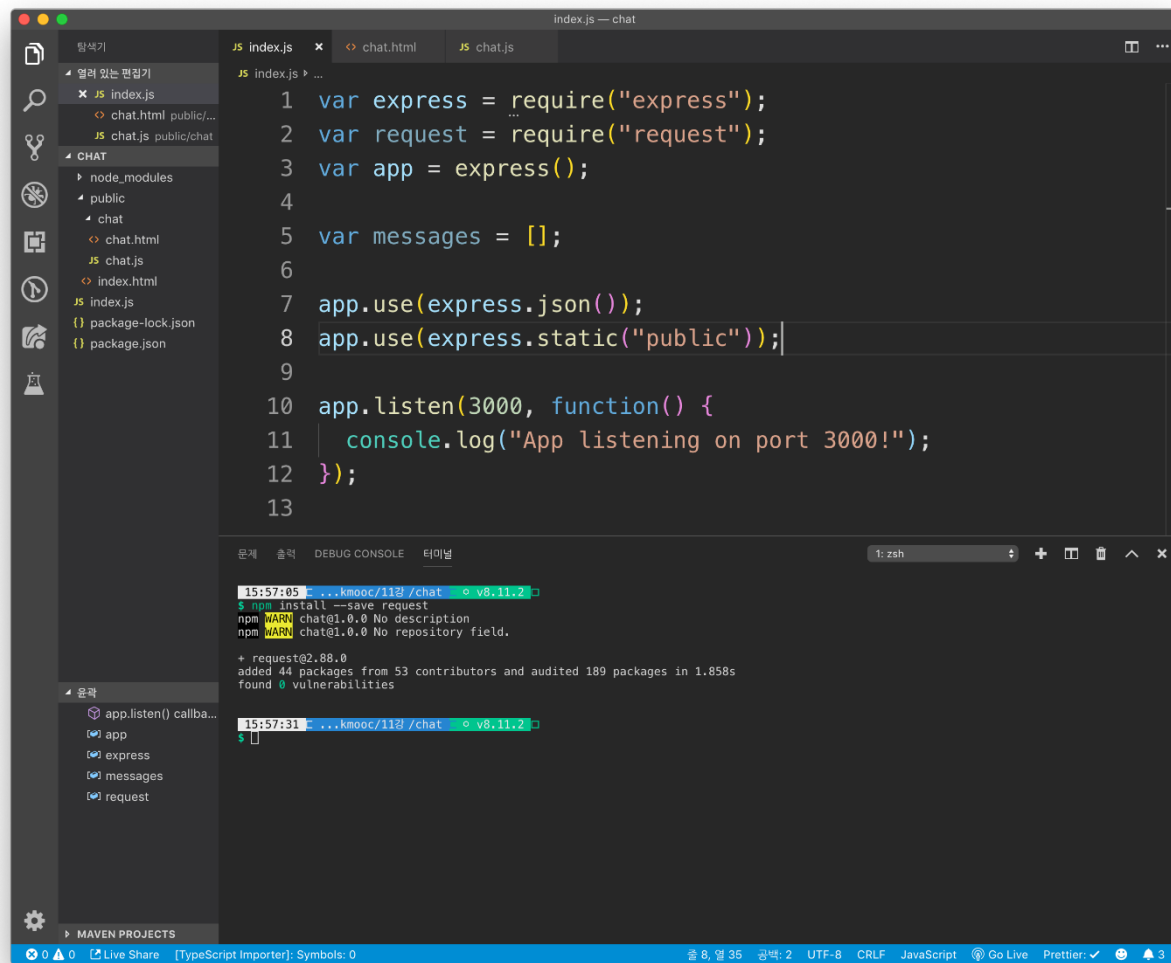 index.js — chat
탐색기
열려 있는 편집기
JS index.js
<> chat.html public/...
JS chat.js public/chat
CHAT
node_modules
public
chat
<> chat.html
JS chat.js
<> index.html
JS index.js
{} package-lock.json
{} package.json
윤곽
app.listen() callba...
app
express
messages
request
MAVEN PROJECTS
JS index.js
<> chat.html
JS chat.js
JS index.js ...
1 var express = require("express");
2 var request = require("request");
3 var app = express();
4
5 var messages = [];
6
7 app.use(express.json());
8 app.use(express.static("public"));
9
10 app.listen(3000, function() {
11 console.log("App listening on port 3000!");
12 });
13
문제 출력 DEBUG CONSOLE 터미널 1: zsh
15:57:05 ...kmooc/11강 /chat v8.11.2
$ npm install --save request
npm WARN chat@1.0.0 No description
npm WARN chat@1.0.0 No repository field.
+ request@2.88.0
added 44 packages from 53 contributors and audited 189 packages in 1.858s
found 0 vulnerabilities
15:57:31 ...kmooc/11강 /chat v8.11.2
$
0 0 Live Share [TypeScript Importer]: Symbols: 0 줄 8, 열 35 공백: 2 UTF-8 CRLF JavaScript Go Live Prettier: ✓ 3